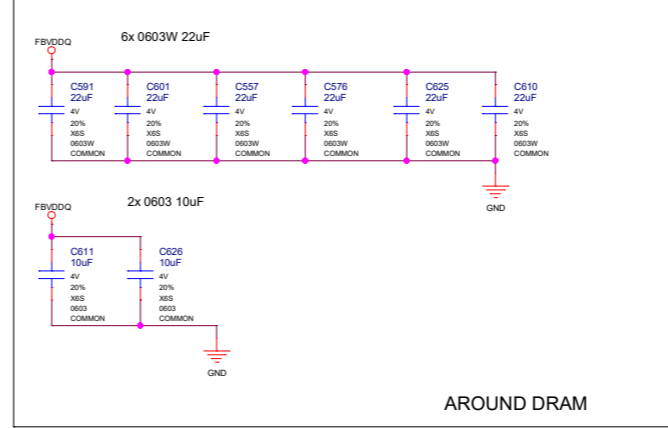 6x 0603W 22uF
FBVDDQ
C591 C601 C557 C576 C625 C610
22uF 22uF 22uF 22uF 22uF 22uF
4V 4V 4V 4V 4V 4V
20% 20% 20% 20% 20% 20%
X6S X6S X6S X6S X6S X6S
0603W 0603W 0603W 0603W 0603W 0603W
COMMON COMMON COMMON COMMON COMMON COMMON
GND
2x 0603 10uF
FBVDDQ
C611 C626
10uF 10uF
4V 4V
20% 20%
X6S X6S
0603 0603
COMMON COMMON
GND
AROUND DRAM